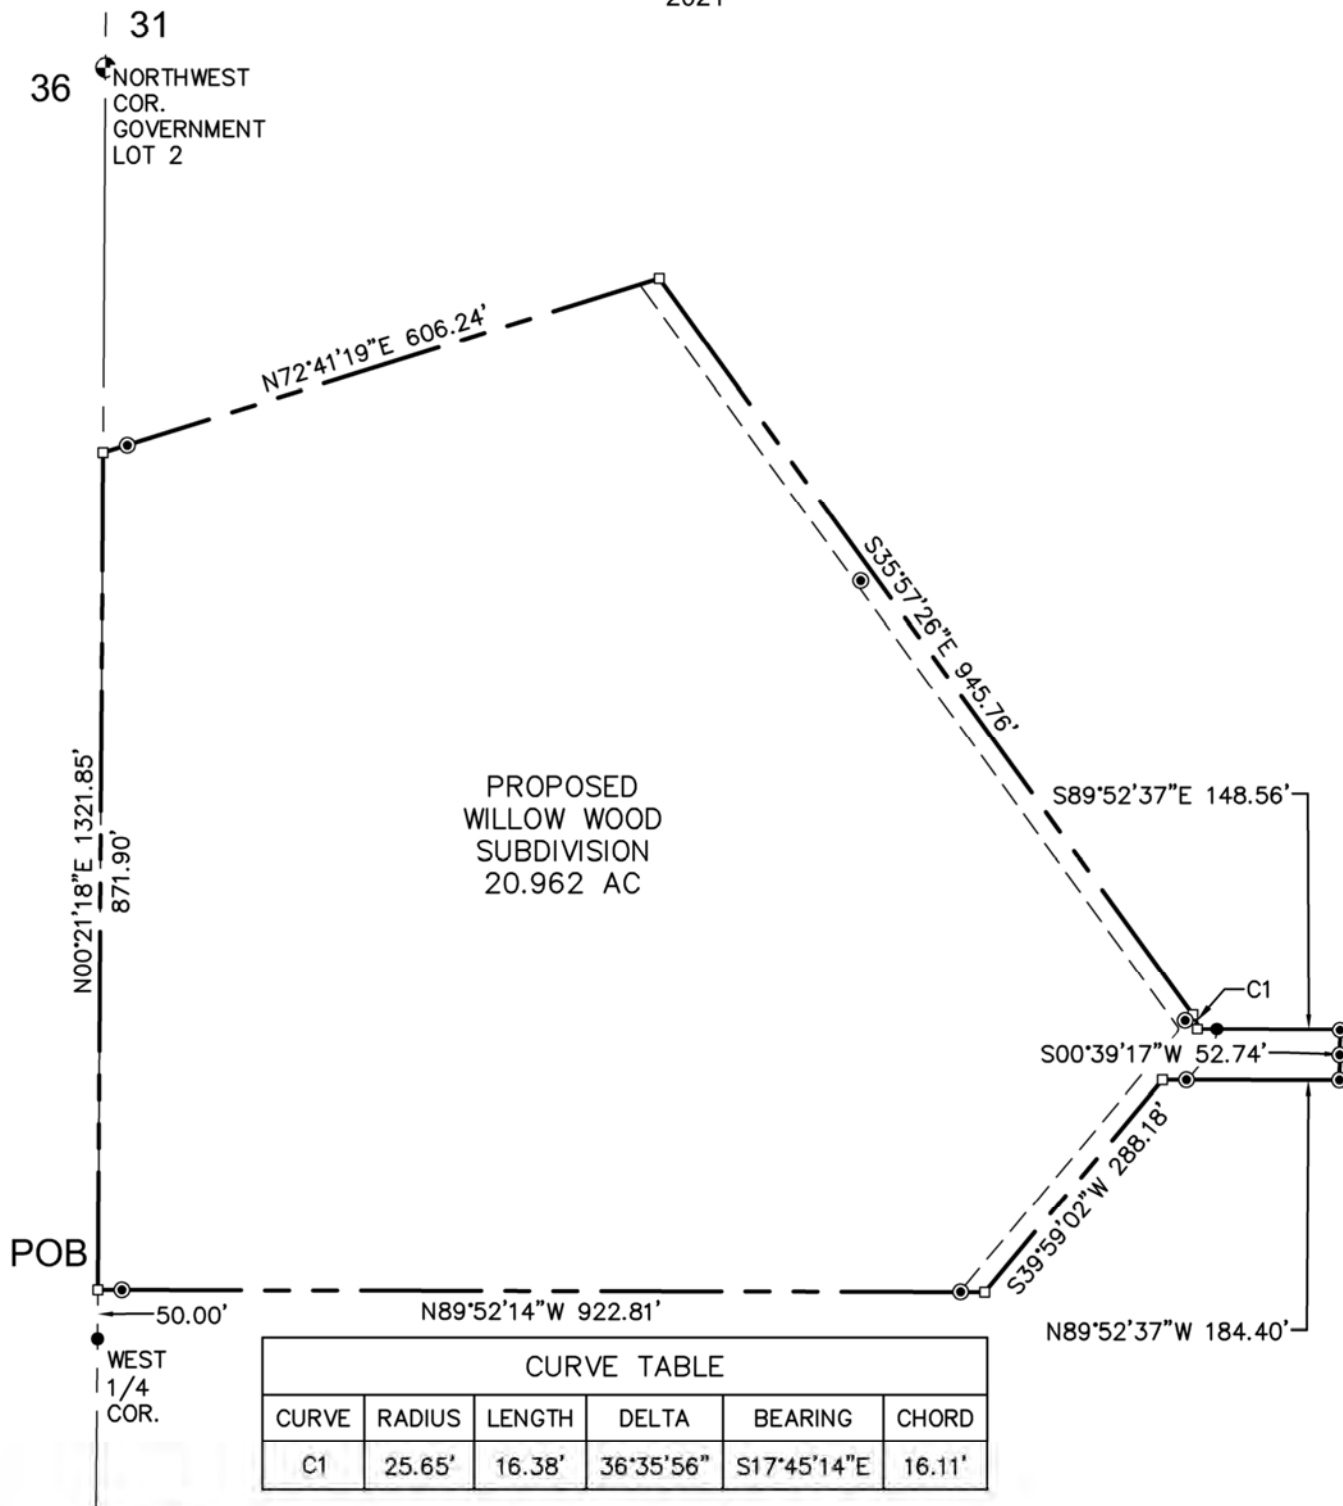 31
36
NORTHWEST
COR.
GOVERNMENT
LOT 2
N72°41'19"E 606.24'
S35°57'26"E 945.76'
N00°21'18"E 1321.85'
871.90'
PROPOSED
WILLOW WOOD
SUBDIVISION
20.962 AC
S89°52'37"E 148.56'
C1
S00°39'17"W 52.74'
S39°59'02"W 288.18'
N89°52'37"W 184.40'
POB
50.00'
N89°52'14"W 922.81'
WEST
1/4
COR.
CURVE TABLE
CURVE RADIUS LENGTH DELTA BEARING CHORD
C1 25.65' 16.38' 36°35'56" S17°45'14"E 16.11'